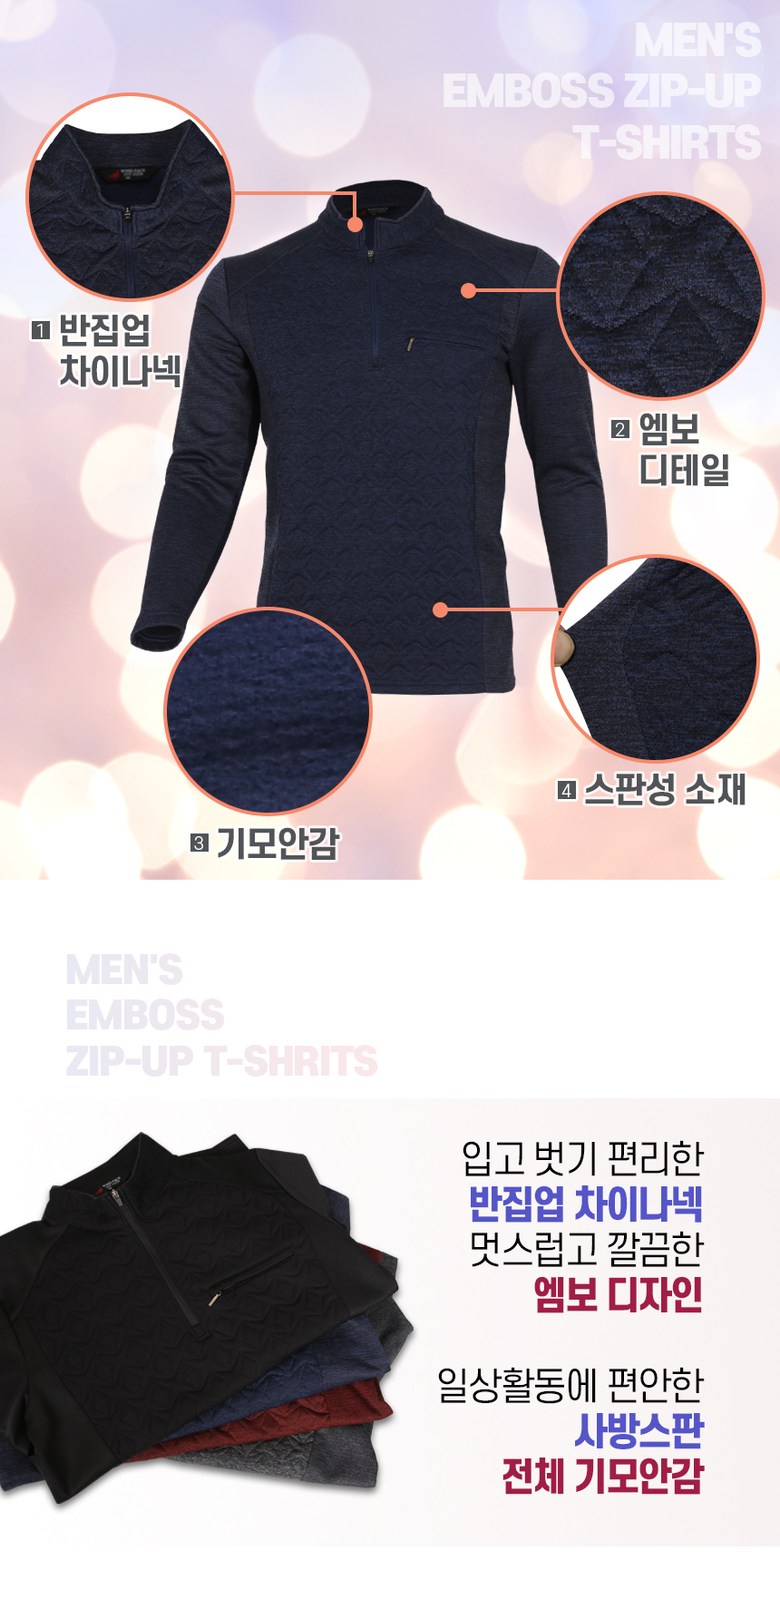 MEN'S
EMBOSS ZIP-UP
T-SHIRTS
1 반집업
차이나넥
2 엠보
디테일
3 기모안감
4 스판성 소재
MEN'S
EMBOSS
ZIP-UP T-SHRITS
입고 벗기 편리한
반집업 차이나넥
멋스럽고 깔끔한
엠보 디자인
일상활동에 편안한
사방스판
전체 기모안감